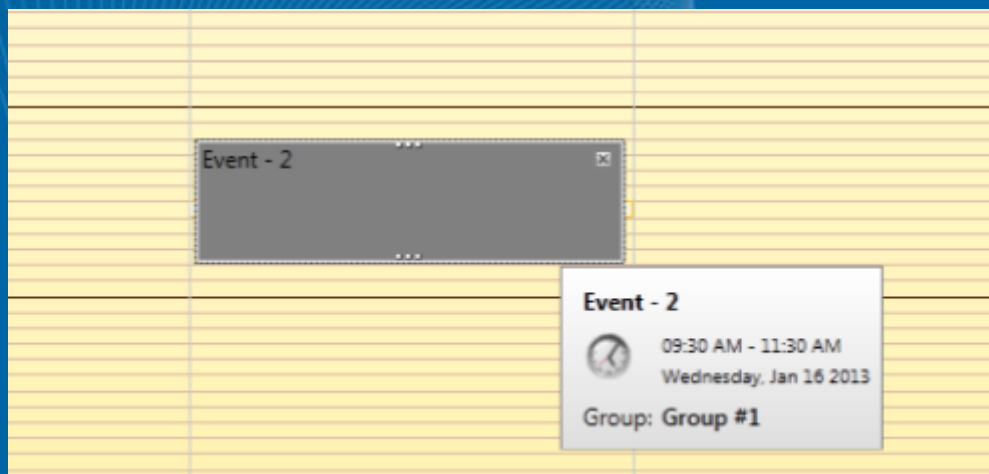 Event - 2
Event - 2
09:30 AM - 11:30 AM
Wednesday, Jan 16 2013
Group: Group #1